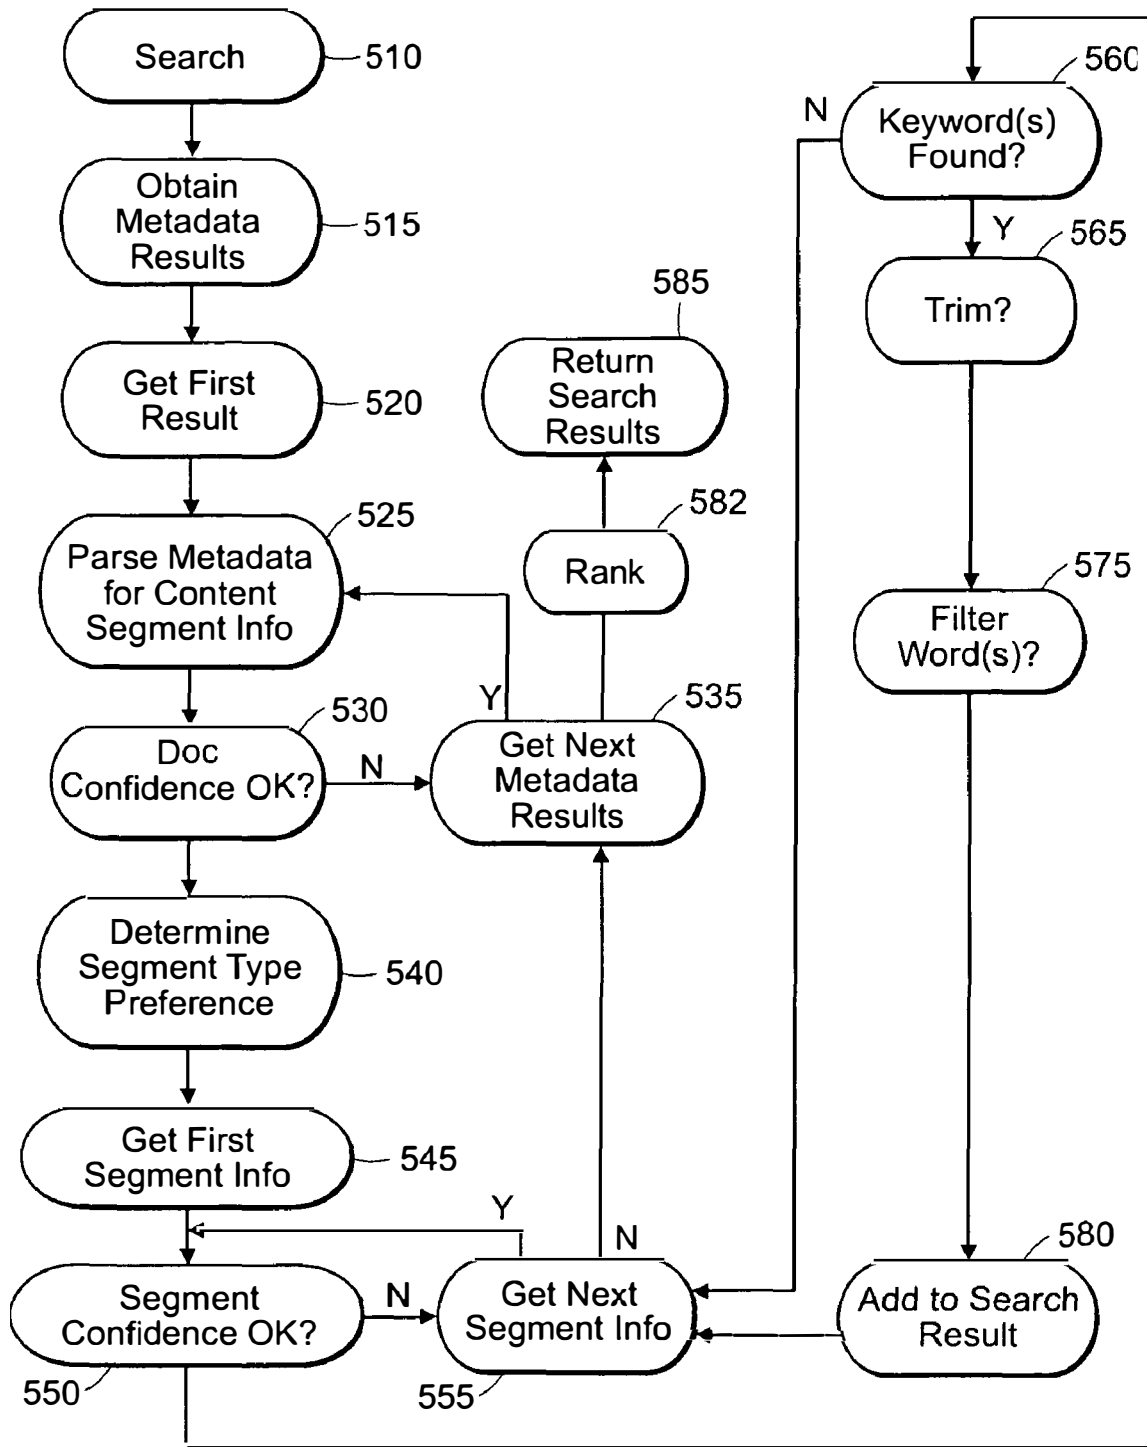 Search
510
Obtain
Metadata
Results
515
Get First
Result
520
Parse Metadata
for Content
Segment Info
525
Doc
Confidence OK?
530
N
Get Next
Metadata
Results
535
Y
Rank
582
Return
Search
Results
585
Determine
Segment Type
Preference
540
Get First
Segment Info
545
Segment
Confidence OK?
550
N
Get Next
Segment Info
555
Y
N
Keyword(s)
Found?
560
N
Y
Trim?
565
Filter
Word(s)?
575
Add to Search
Result
580